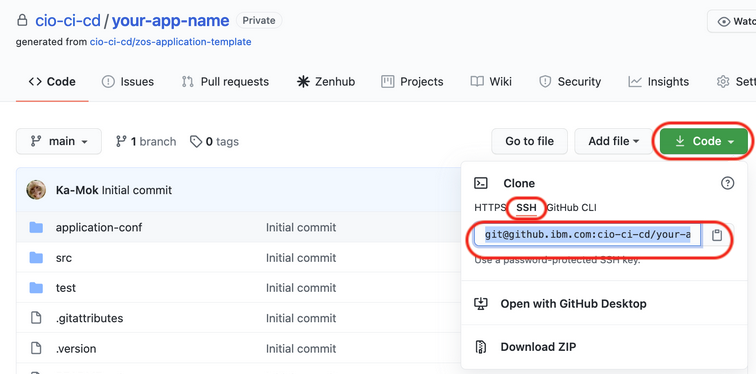 cio-ci-cd / your-app-name Private
Watc
generated from cio-ci-cd/zos-application-template
Code Issues Pull requests Zenhub Projects Wiki Security Insights Sett
main 1 branch 0 tags Go to file Add file Code
Ka-Mok Initial commit
Clone
HTTPS SSH GitHub CLI
application-conf Initial commit
git@github.ibm.com:cio-ci-cd/your-a
src Initial commit
Use a password-protected SSH key.
test Initial commit
Open with GitHub Desktop
.gitattributes Initial commit
.version Initial commit
Download ZIP